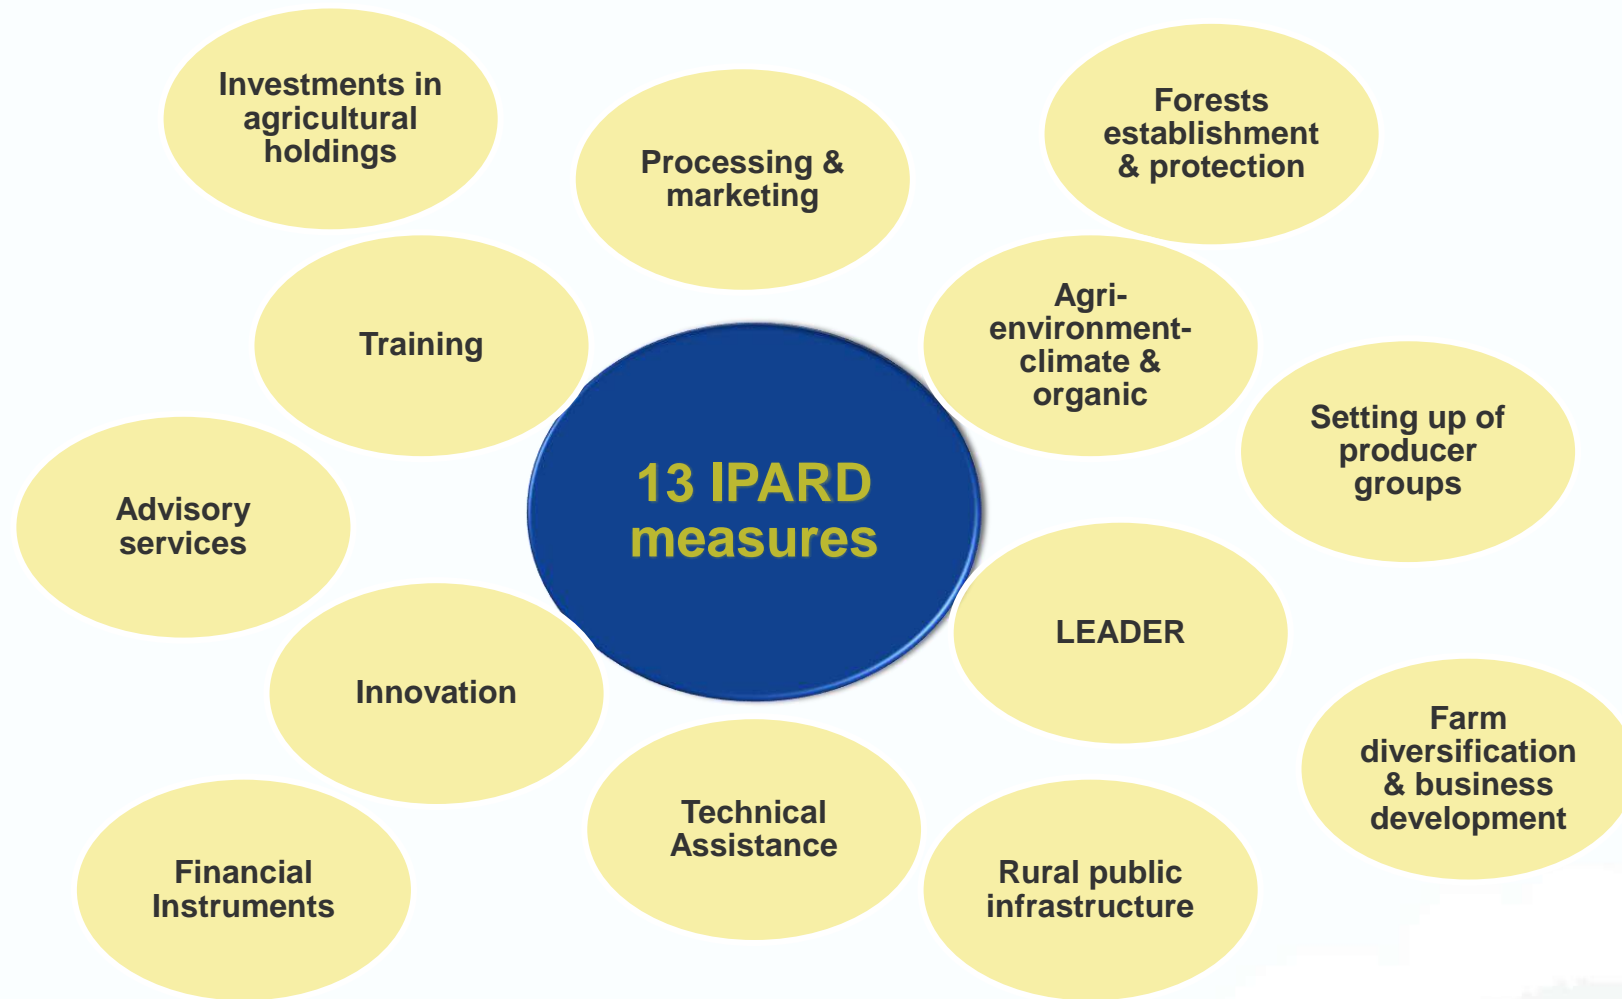 Investments in
agricultural
holdings
Processing &
marketing
Forests
establishment
& protection
Training
Agri-
environment-
climate &
organic
Setting up of
producer
groups
Advisory
services
13 IPARD
measures
LEADER
Innovation
Farm
diversification
& business
development
Technical
Assistance
Financial
Instruments
Rural public
infrastructure